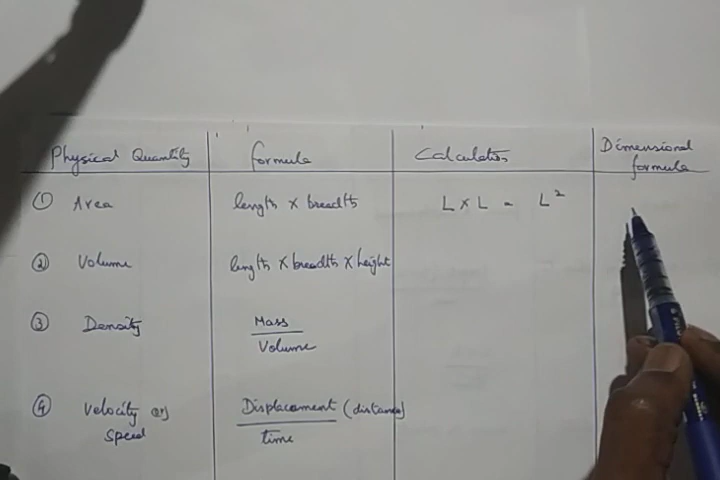 Physical Quantity formula Calculation Dimensional formula
① Area length × breadth L × L = L²
② Volume length × breadth × height
③ Density Mass / Volume
④ Velocity (or) speed Displacement (distance) / time